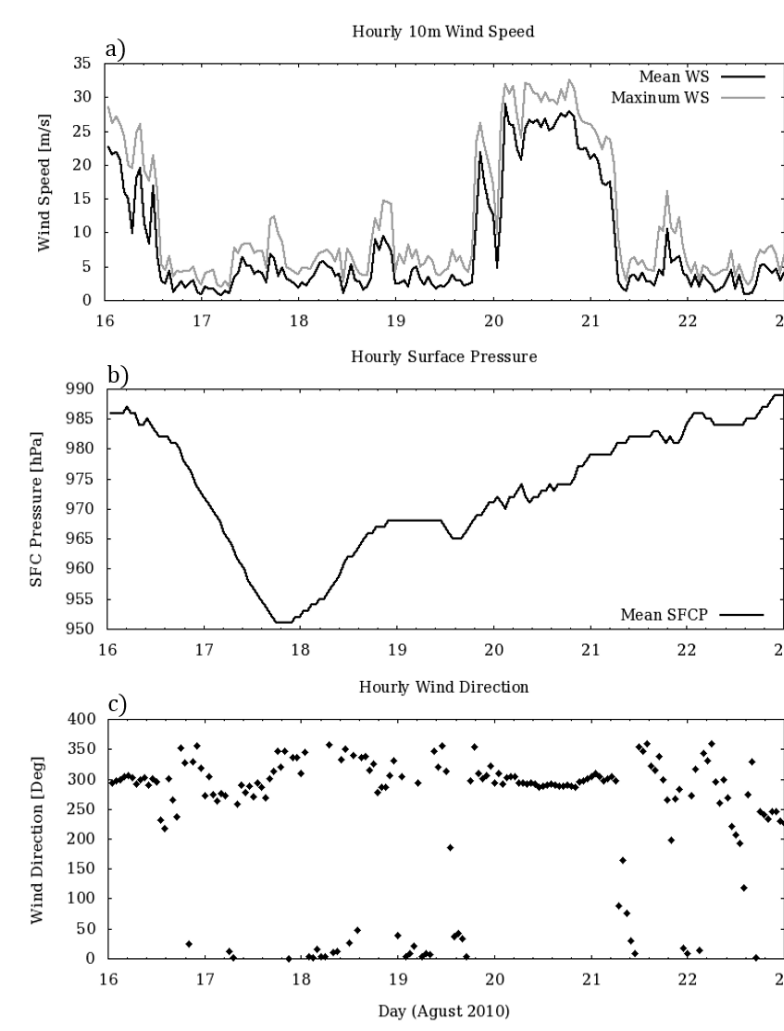 Hourly 10m Wind Speed
a)
35
30
25
20
15
10
5
0
Wind Speed [m/s]
Mean WS
Maxinum WS
16 17 18 19 20 21 22 2
Hourly Surface Pressure
b)
990
985
980
975
970
965
960
955
950
SFC Pressure [hPa]
Mean SFCP
16 17 18 19 20 21 22 2
Hourly Wind Direction
c)
400
350
300
250
200
150
100
50
0
Wind Direction [Deg]
16 17 18 19 20 21 22 2
Day (Agust 2010)